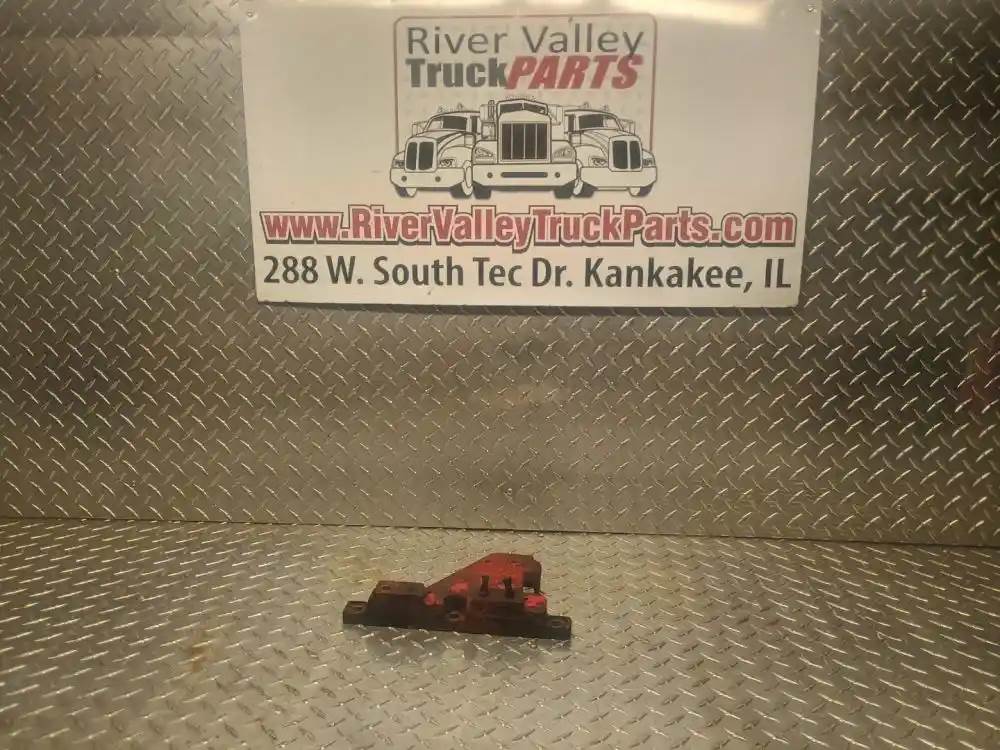 River Valley
TruckPARTS
www.RiverValleyTruckParts.com
288 W. South Tec Dr. Kankakee, IL